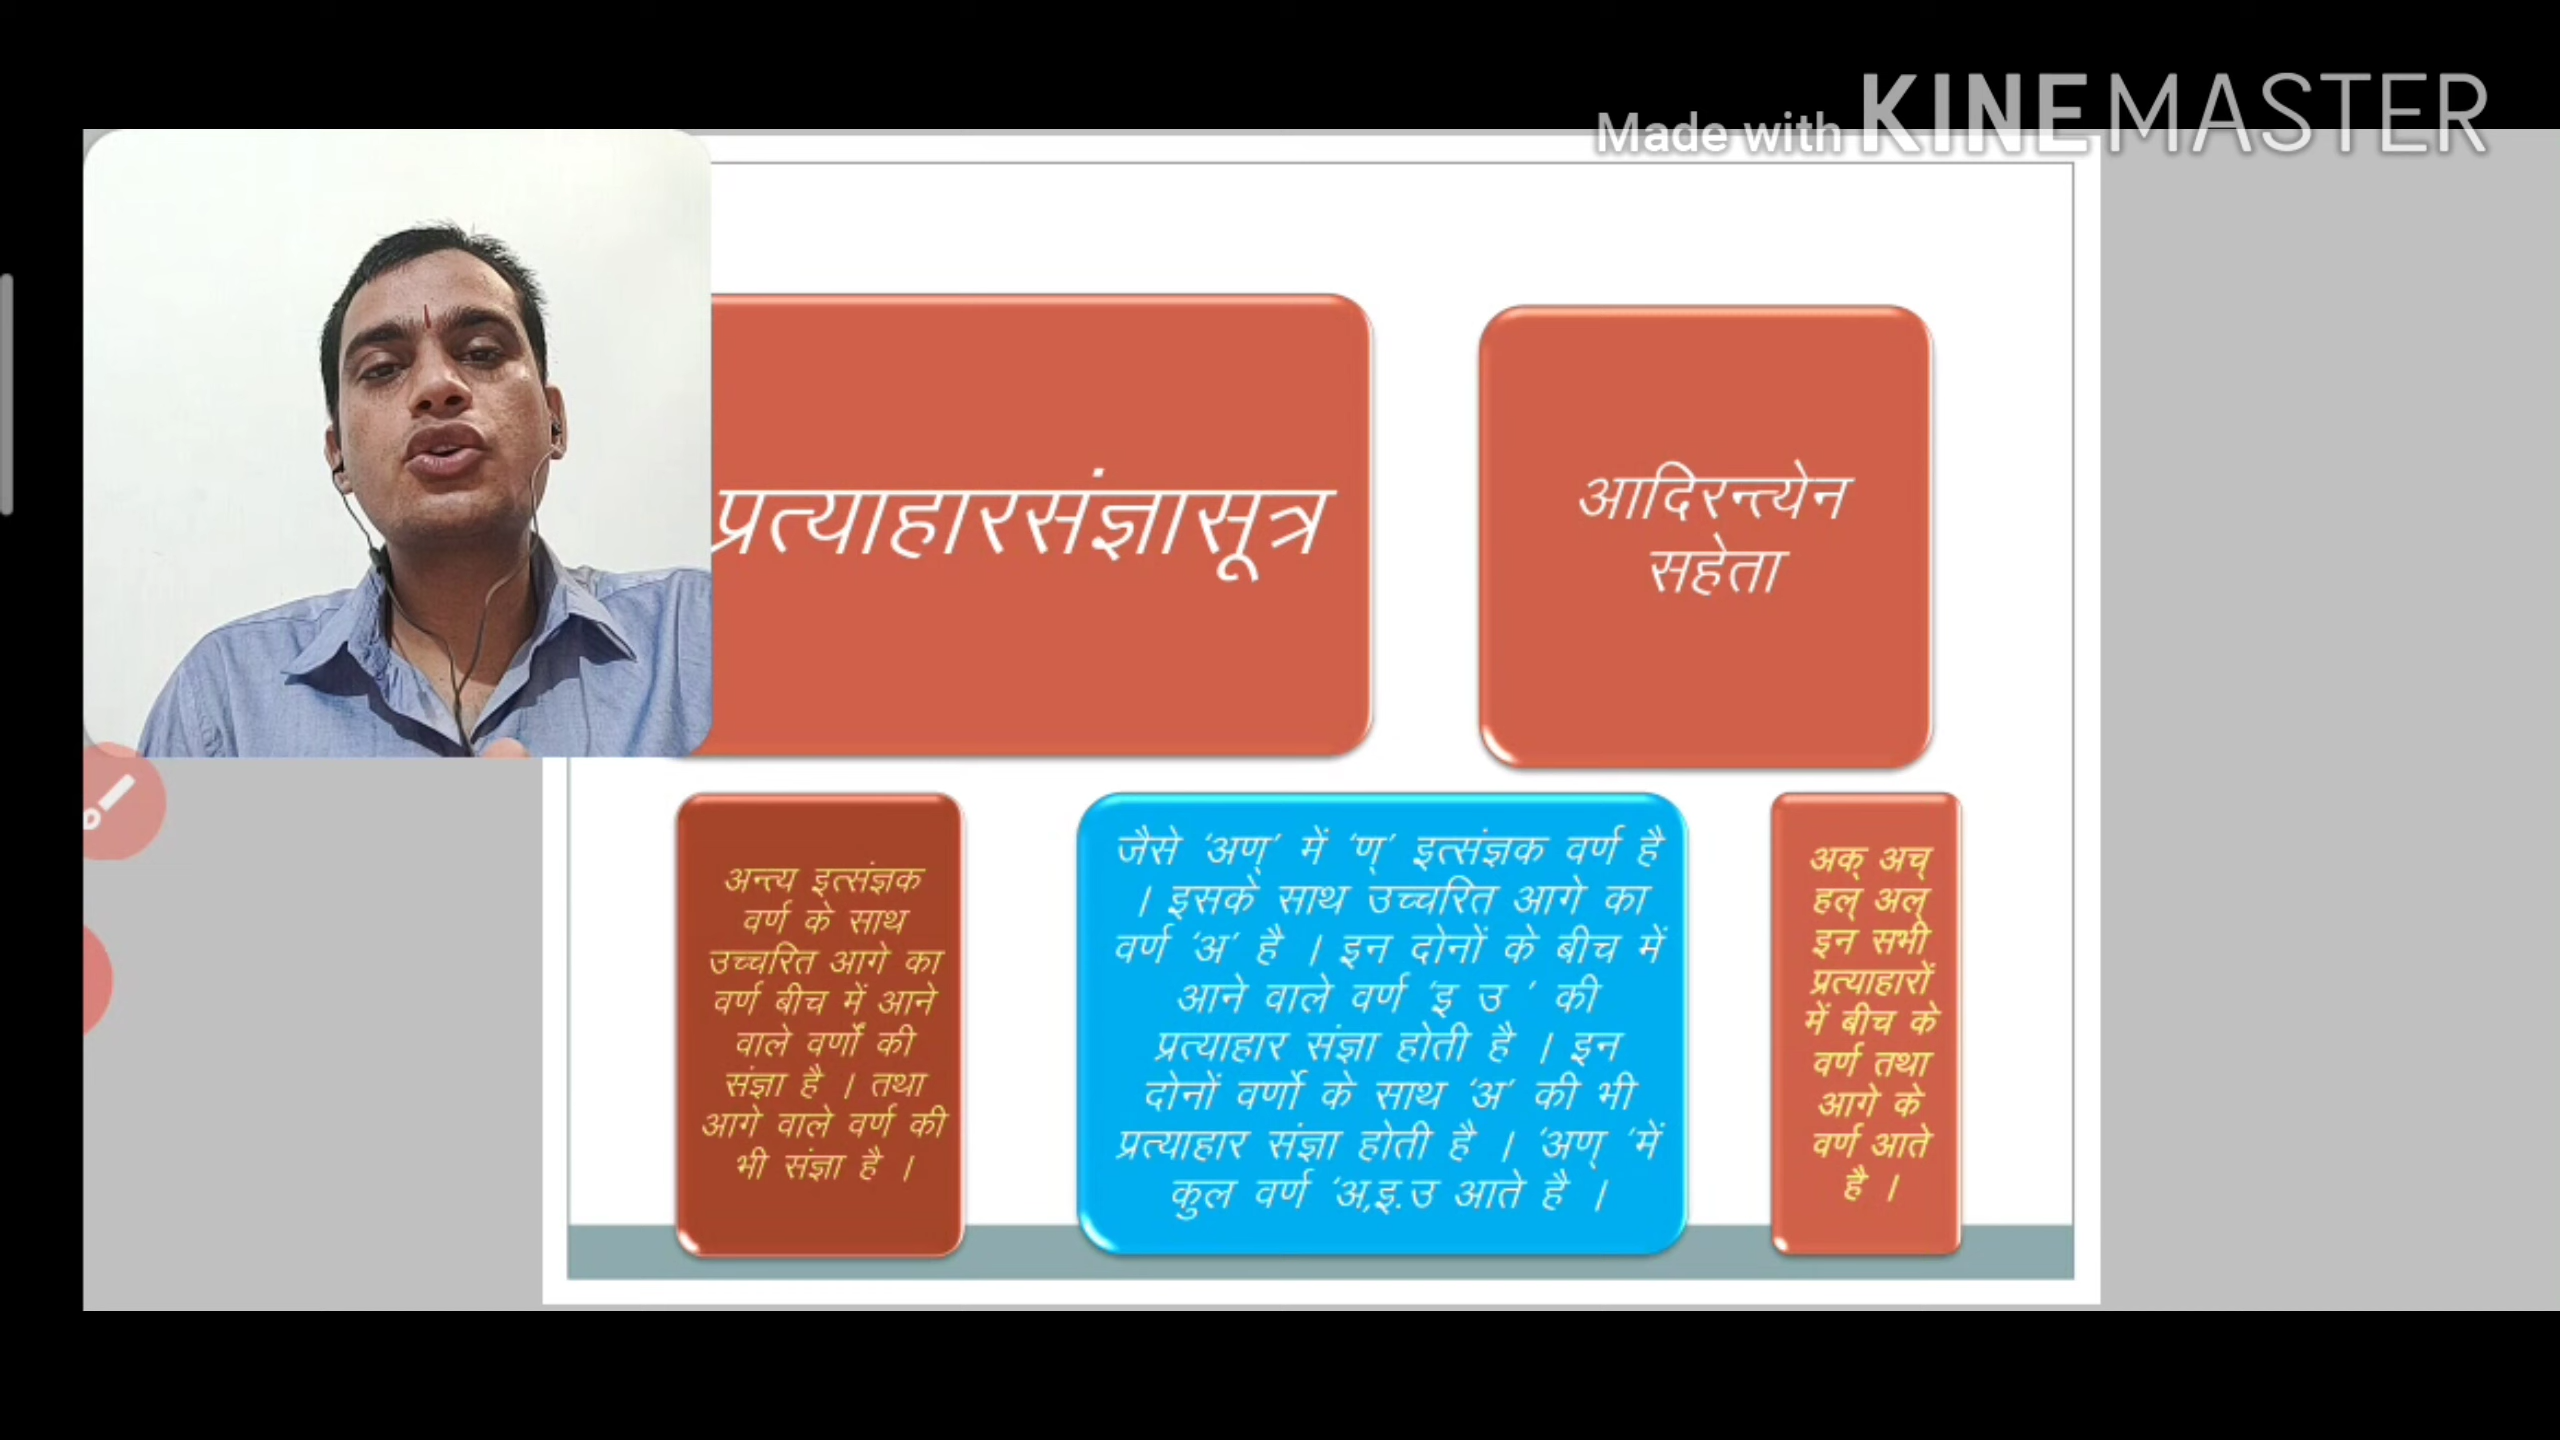 Made with KINEMASTER
प्रत्याहारसंज्ञासूत्र
आदिरन्त्येन
सहेता
अन्त्य इत्संज्ञक
वर्ण के साथ
उच्चरित आगे का
वर्ण बीच में आने
वाले वर्णों की
संज्ञा है । तथा
आगे वाले वर्ण की
भी संज्ञा है ।
जैसे ‘अण्’ में ‘ण्’ इत्संज्ञक वर्ण है
। इसके साथ उच्चरित आगे का
वर्ण ‘अ’ है । इन दोनों के बीच में
आने वाले वर्ण ‘इ उ ’ की
प्रत्याहार संज्ञा होती है । इन
दोनों वर्णो के साथ ‘अ’ की भी
प्रत्याहार संज्ञा होती है । ‘अण् ‘में
कुल वर्ण ‘अ,इ.उ आते है ।
अक् अच्
हल् अल्
इन सभी
प्रत्याहारों
में बीच के
वर्ण तथा
आगे के
वर्ण आते
है ।